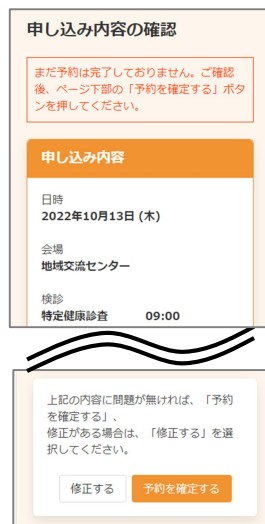 申し込み内容の確認
まだ予約は完了しておりません。ご確認
後、ページ下部の「予約を確定する」ボタ
ンを押してください。
申し込み内容
日時
2022年10月13日 (木)
会場
地域交流センター
検診
特定健康診査 09:00
上記の内容に問題が無ければ、「予約
を確定する」、
修正がある場合は、「修正する」を選
択してください。
修正する 予約を確定する